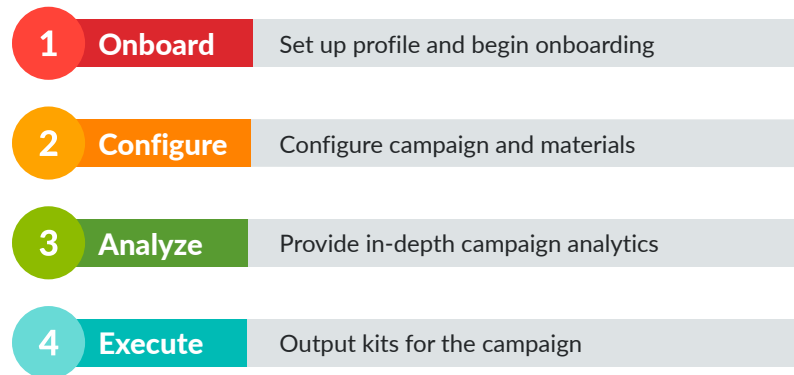 1 Onboard Set up profile and begin onboarding
2 Configure Configure campaign and materials
3 Analyze Provide in-depth campaign analytics
4 Execute Output kits for the campaign